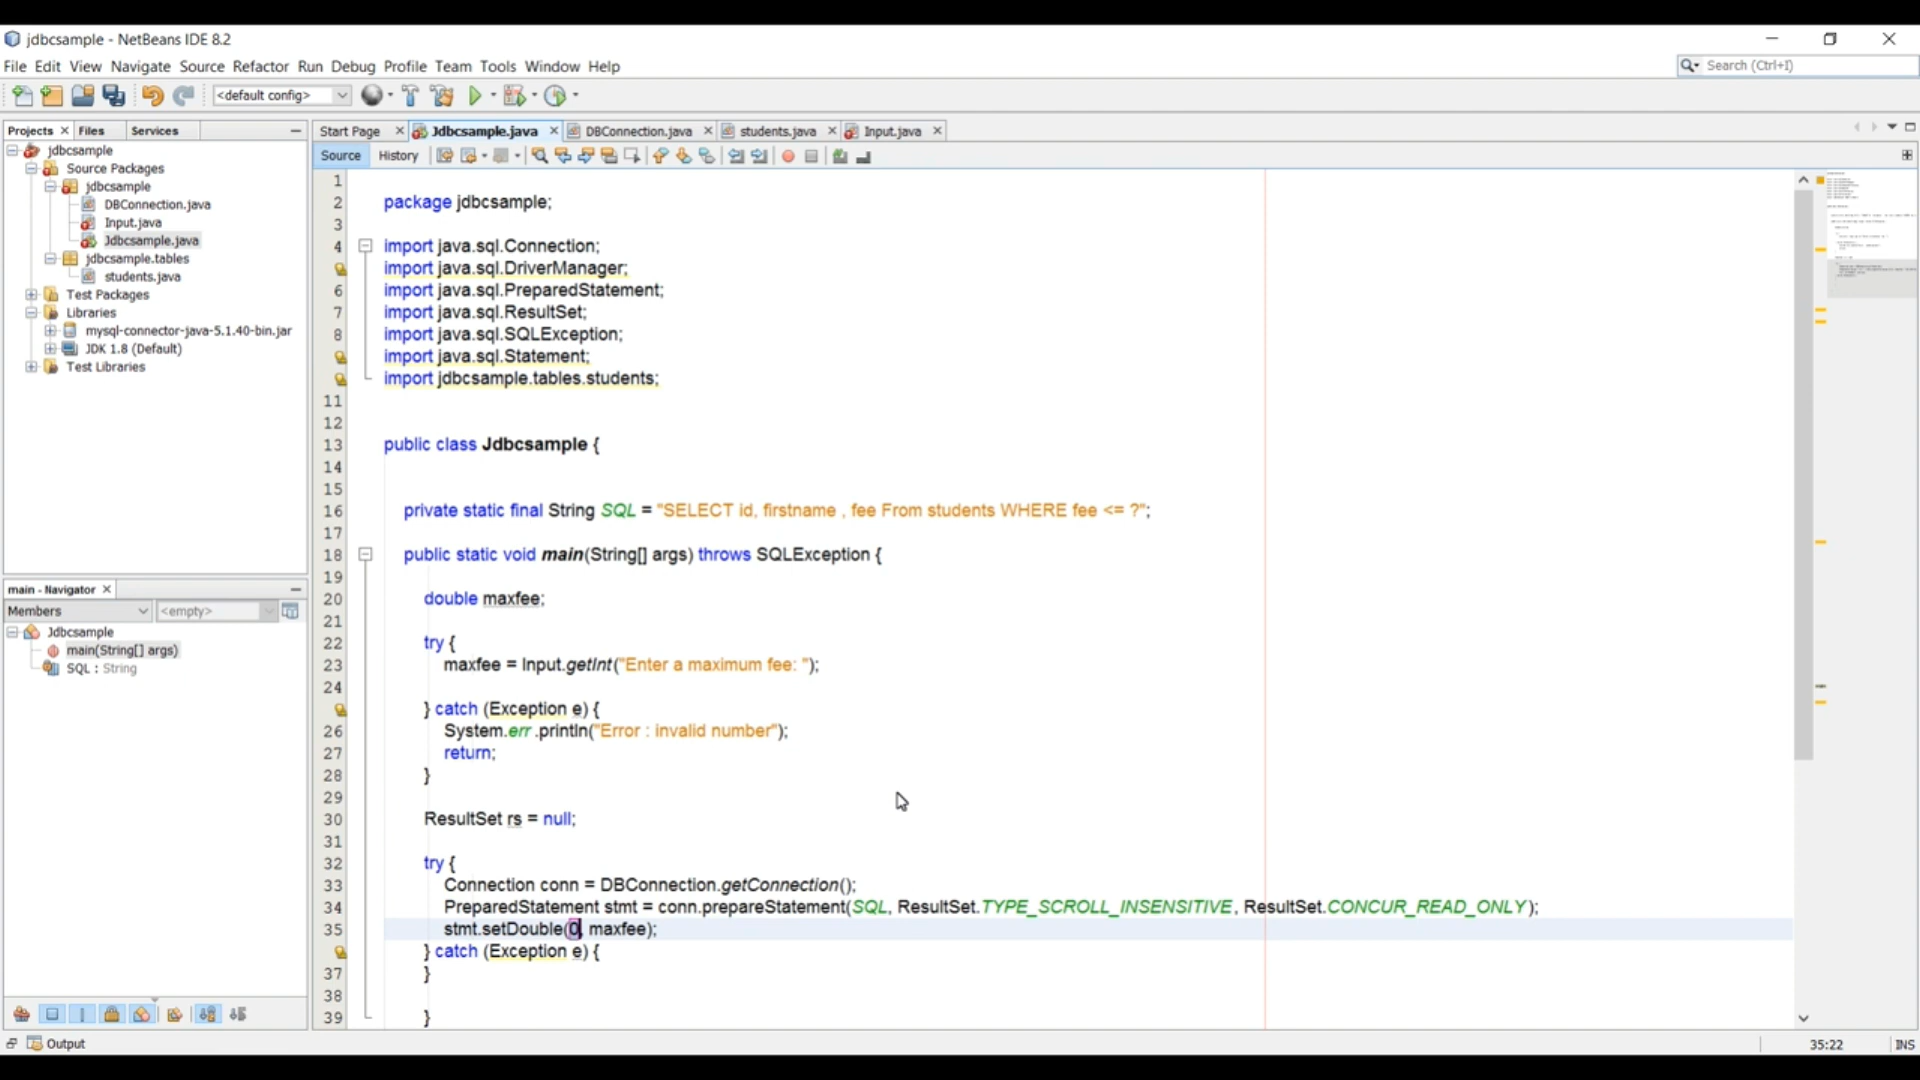 jdbcsample - NetBeans IDE 8.2
File Edit View Navigate Source Refactor Run Debug Profile Team Tools Window Help
Search (Ctrl+I)
<default config>
Projects Files Services
Start Page Jdbcsample.java DBConnection.java students.java Input.java
Source History
jdbcsample
Source Packages
jdbcsample
DBConnection.java
Input.java
Jdbcsample.java
jdbcsample.tables
students.java
Test Packages
Libraries
mysql-connector-java-5.1.40-bin.jar
JDK 1.8 (Default)
Test Libraries
main - Navigator
Members <empty>
Jdbcsample
main(String[] args)
SQL : String
1
2 package jdbcsample;
3
4 import java.sql.Connection;
import java.sql.DriverManager;
6 import java.sql.PreparedStatement;
7 import java.sql.ResultSet;
8 import java.sql.SQLException;
import java.sql.Statement;
import jdbcsample.tables.students;
11
12
13 public class Jdbcsample {
14
15
16 private static final String SQL = "SELECT id, firstname , fee From students WHERE fee <= ?";
17
18 public static void main(String[] args) throws SQLException {
19
20 double maxfee;
21
22 try {
23 maxfee = Input.getInt("Enter a maximum fee: ");
24
} catch (Exception e) {
26 System.err .println("Error : invalid number");
27 return;
28 }
29
30 ResultSet rs = null;
31
32 try {
33 Connection conn = DBConnection.getConnection();
34 PreparedStatement stmt = conn.prepareStatement(SQL, ResultSet.TYPE_SCROLL_INSENSITIVE, ResultSet.CONCUR_READ_ONLY);
35 stmt.setDouble(0, maxfee);
} catch (Exception e) {
37 }
38
39 }
Output
35:22 INS